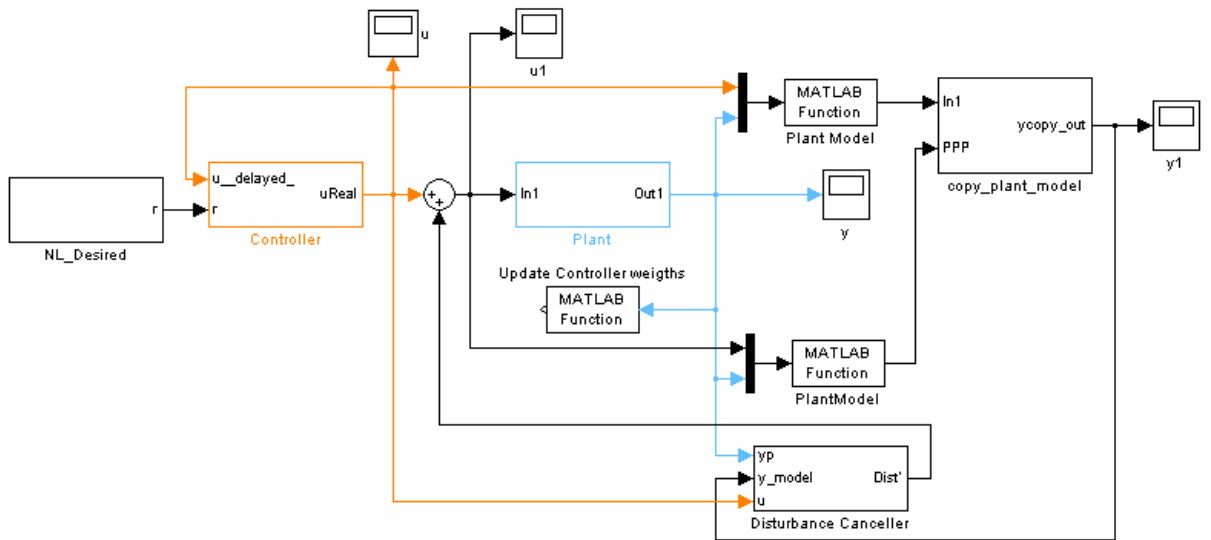 u
u1
MATLAB
Function
Plant Model
In1
PPP
ycopy_out
copy_plant_model
y1
u__delayed_
r
uReal
Controller
r
NL_Desired
+
+
In1
Out1
Plant
y
Update Controller weigths
MATLAB
Function
MATLAB
Function
PlantModel
yp
y_model
u
Dist'
Disturbance Canceller